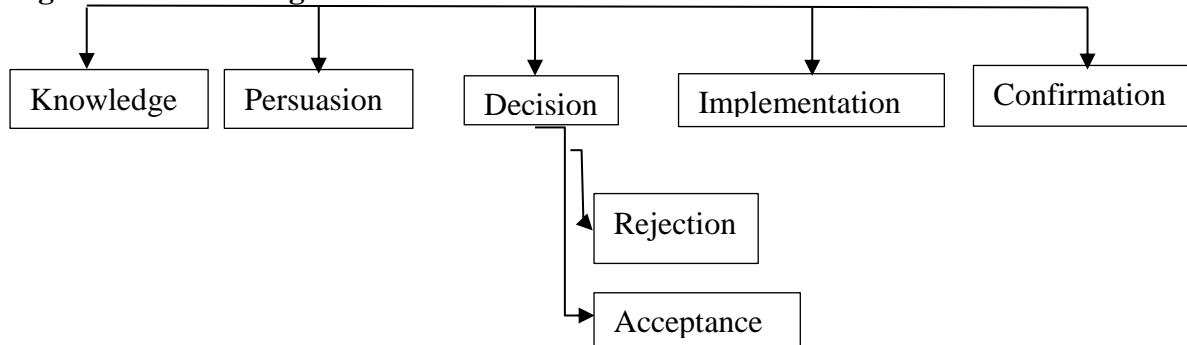 Knowledge
Persuasion
Decision
Implementation
Confirmation
Rejection
Acceptance